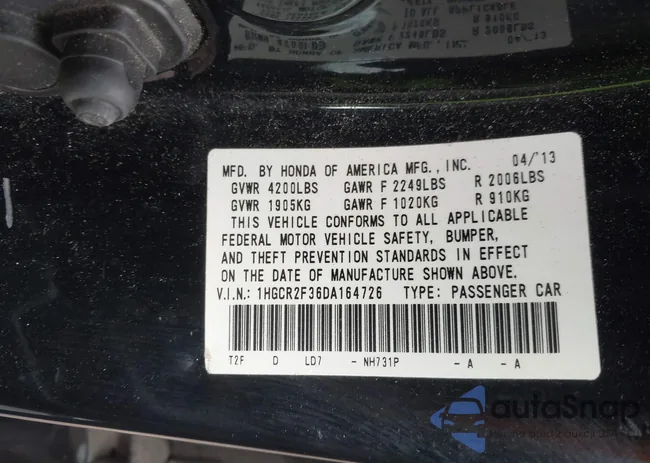 MFD. BY HONDA OF AMERICA MFG., INC. 04/'13
GVWR 4200LBS GAWR F 2249LBS R 2006LBS
GVWR 1905KG GAWR F 1020KG R 910KG
THIS VEHICLE CONFORMS TO ALL APPLICABLE
FEDERAL MOTOR VEHICLE SAFETY, BUMPER,
AND THEFT PREVENTION STANDARDS IN EFFECT
ON THE DATE OF MANUFACTURE SHOWN ABOVE.
V.I.N.: 1HGCR2F36DA164726 TYPE: PASSENGER CAR
T2F D LD7 - NH731P - A - A
autoSnap